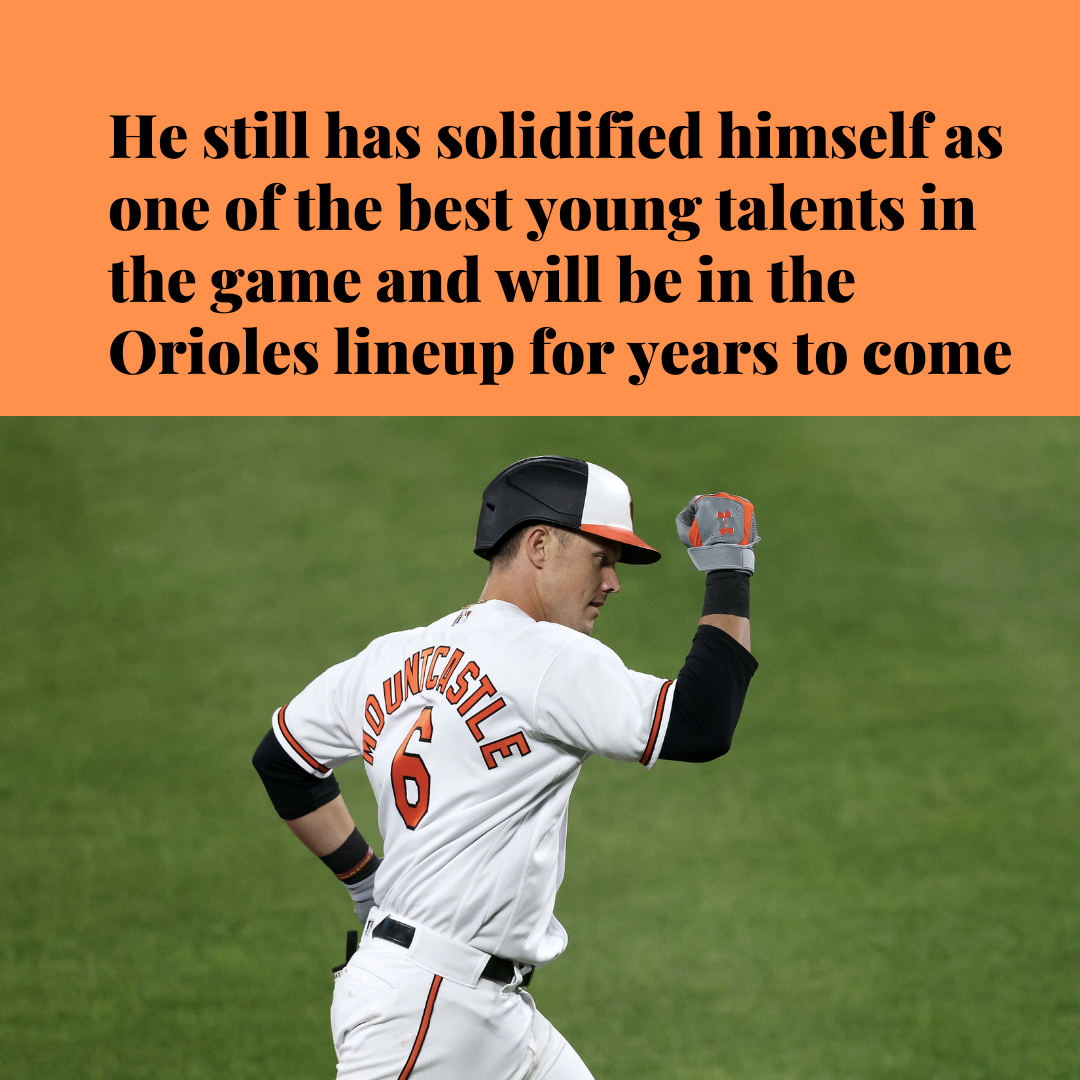 He still has solidified himself as
one of the best young talents in
the game and will be in the
Orioles lineup for years to come
MOUNTCASTLE
6